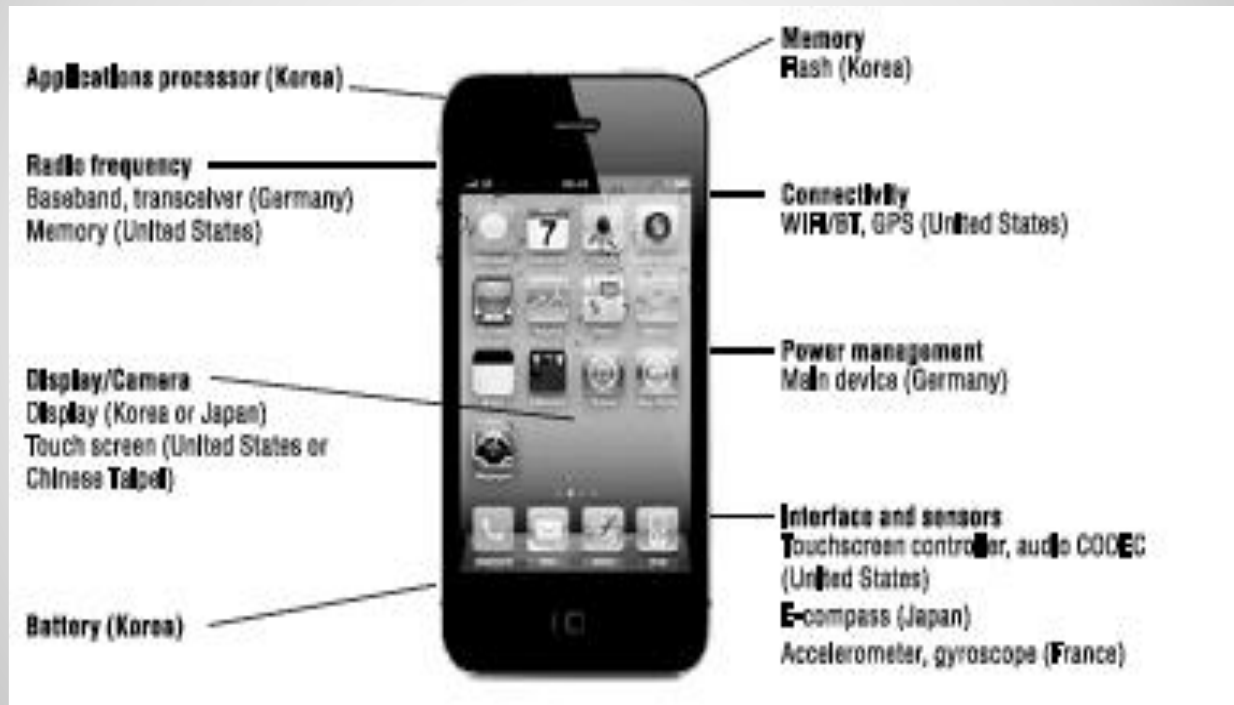 Applications processor (Korea)
Radio frequency
Baseband, transceiver (Germany)
Memory (United States)
Display/Camera
Display (Korea or Japan)
Touch screen (United States or
Chinese Taipei)
Battery (Korea)
Memory
Flash (Korea)
Connectivity
WIFI/BT, GPS (United States)
Power management
Main device (Germany)
Interface and sensors
Touchscreen controller, audio CODEC
(United States)
E-compass (Japan)
Accelerometer, gyroscope (France)
7